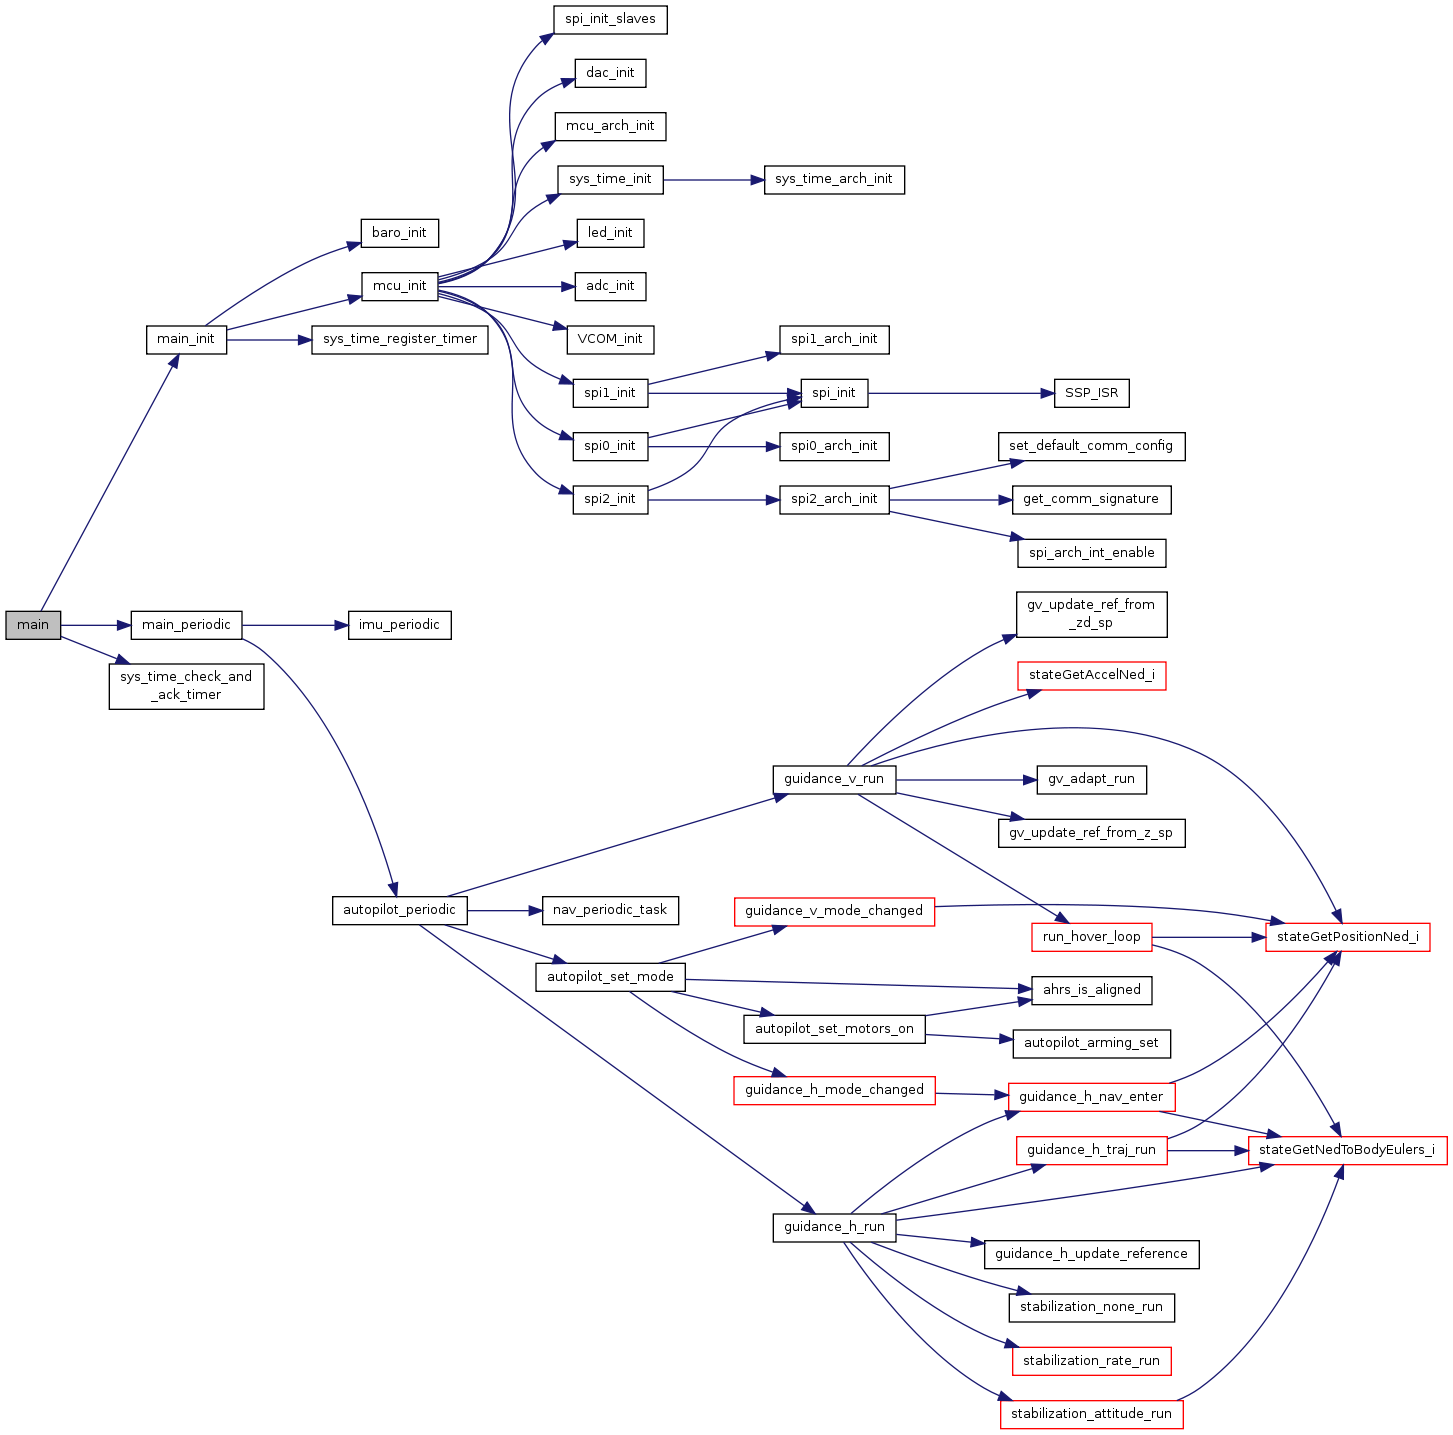 spi_init_slaves
dac_init
mcu_arch_init
sys_time_init
sys_time_arch_init
baro_init
led_init
mcu_init
adc_init
main_init
sys_time_register_timer
VCOM_init
spi1_arch_init
spi1_init
spi_init
SSP_ISR
spi0_init
spi0_arch_init
set_default_comm_config
spi2_init
spi2_arch_init
get_comm_signature
spi_arch_int_enable
gv_update_ref_from
_zd_sp
main
main_periodic
imu_periodic
sys_time_check_and
_ack_timer
stateGetAccelNed_i
guidance_v_run
gv_adapt_run
gv_update_ref_from_z_sp
autopilot_periodic
nav_periodic_task
guidance_v_mode_changed
run_hover_loop
stateGetPositionNed_i
autopilot_set_mode
ahrs_is_aligned
autopilot_set_motors_on
autopilot_arming_set
guidance_h_mode_changed
guidance_h_nav_enter
guidance_h_traj_run
stateGetNedToBodyEulers_i
guidance_h_run
guidance_h_update_reference
stabilization_none_run
stabilization_rate_run
stabilization_attitude_run